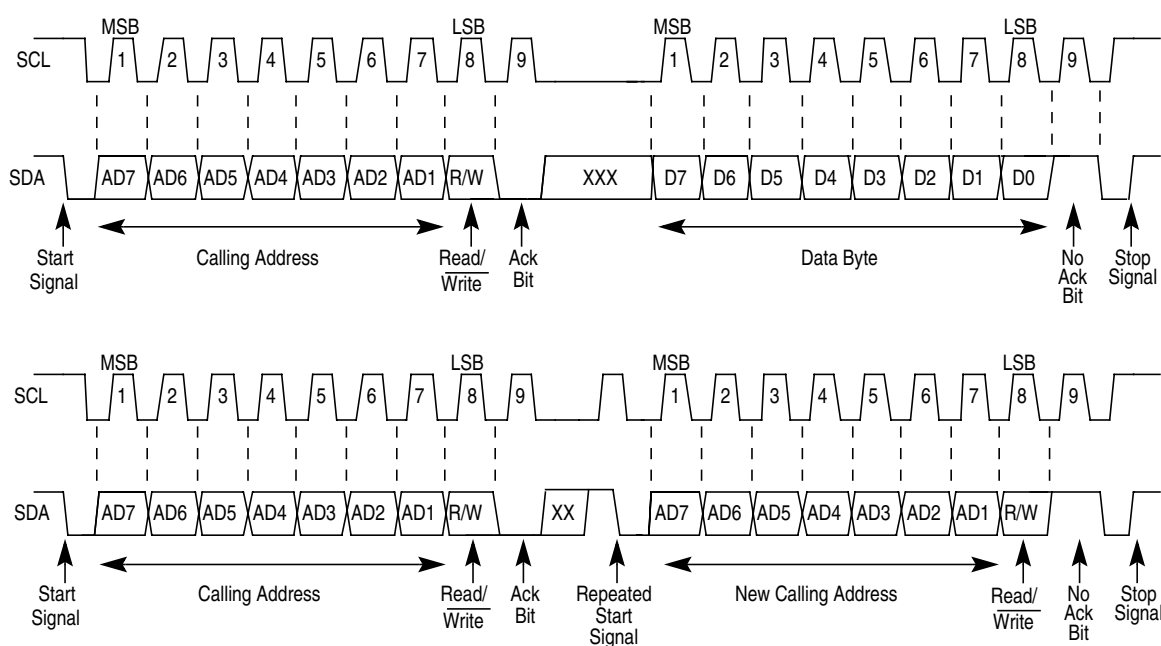 MSB LSB MSB LSB
SCL 1 2 3 4 5 6 7 8 9 1 2 3 4 5 6 7 8 9
SDA AD7 AD6 AD5 AD4 AD3 AD2 AD1 R/W XXX D7 D6 D5 D4 D3 D2 D1 D0
Start Signal
Calling Address
Read/ Write
Ack Bit
Data Byte
No Ack Bit
Stop Signal
MSB LSB MSB LSB
SCL 1 2 3 4 5 6 7 8 9 1 2 3 4 5 6 7 8 9
SDA AD7 AD6 AD5 AD4 AD3 AD2 AD1 R/W XX AD7 AD6 AD5 AD4 AD3 AD2 AD1 R/W
Start Signal
Calling Address
Read/ Write
Ack Bit
Repeated Start Signal
New Calling Address
Read/ Write
No Ack Bit
Stop Signal